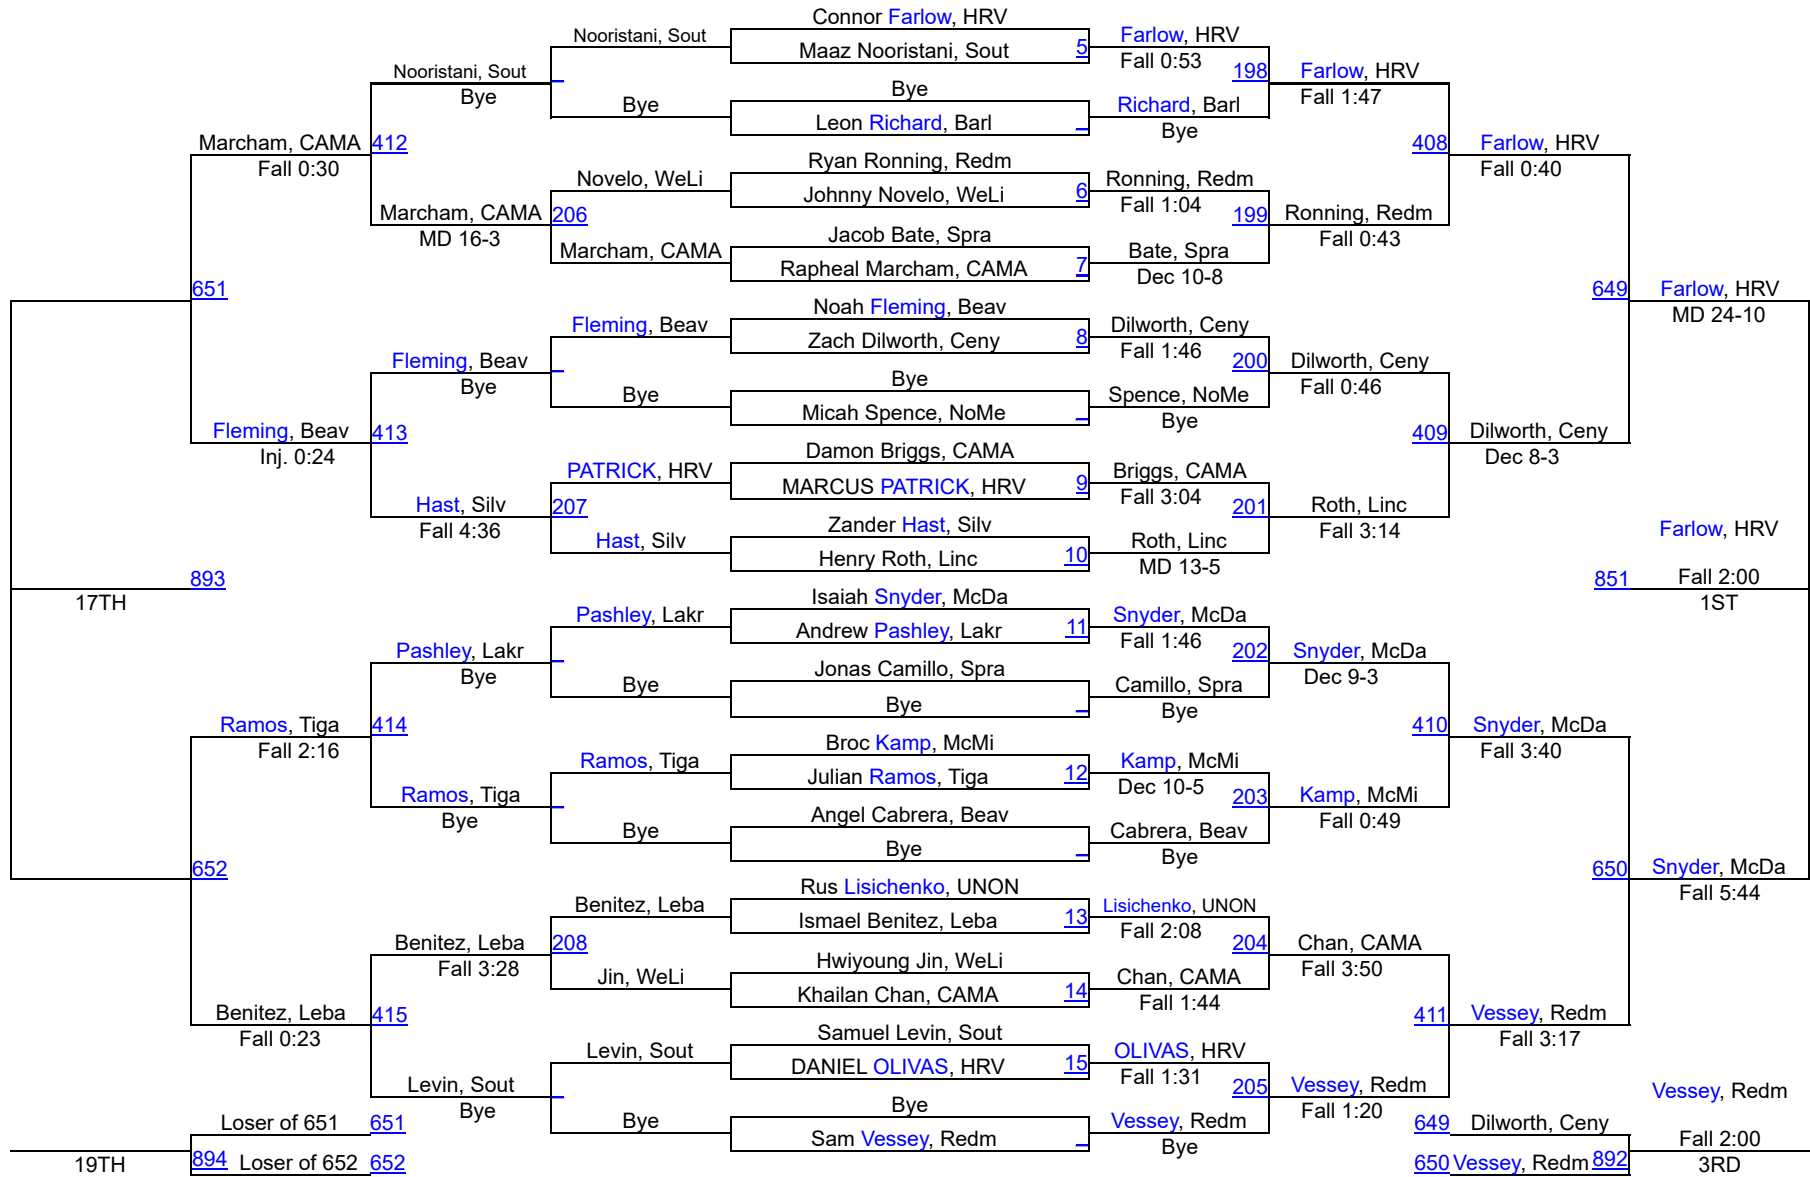 Connor Farlow, HRV
Nooristani, Sout
Maaz Nooristani, Sout
5
Farlow, HRV
Fall 0:53
Nooristani, Sout
Bye
198
Farlow, HRV
Fall 1:47
Bye
Bye
Leon Richard, Barl
Richard, Barl
Bye
Marcham, CAMA
Fall 0:30
412
408
Farlow, HRV
Fall 0:40
Ryan Ronning, Redm
Novelo, WeLi
Johnny Novelo, WeLi
6
Ronning, Redm
Fall 1:04
Marcham, CAMA
MD 16-3
206
199
Ronning, Redm
Fall 0:43
Jacob Bate, Spra
Marcham, CAMA
Rapheal Marcham, CAMA
7
Bate, Spra
Dec 10-8
651
649
Farlow, HRV
MD 24-10
Noah Fleming, Beav
Fleming, Beav
Zach Dilworth, Ceny
8
Dilworth, Ceny
Fall 1:46
Fleming, Beav
Bye
200
Dilworth, Ceny
Fall 0:46
Bye
Bye
Micah Spence, NoMe
Spence, NoMe
Bye
Fleming, Beav
Inj. 0:24
413
409
Dilworth, Ceny
Dec 8-3
Damon Briggs, CAMA
PATRICK, HRV
MARCUS PATRICK, HRV
9
Briggs, CAMA
Fall 3:04
Hast, Silv
Fall 4:36
207
201
Roth, Linc
Fall 3:14
Zander Hast, Silv
Hast, Silv
Henry Roth, Linc
10
Roth, Linc
MD 13-5
Farlow, HRV
893
17TH
851
Fall 2:00
1ST
Isaiah Snyder, McDa
Pashley, Lakr
Andrew Pashley, Lakr
11
Snyder, McDa
Fall 1:46
Pashley, Lakr
Bye
202
Snyder, McDa
Dec 9-3
Jonas Camillo, Spra
Bye
Bye
Camillo, Spra
Bye
Ramos, Tiga
Fall 2:16
414
410
Snyder, McDa
Fall 3:40
Broc Kamp, McMi
Ramos, Tiga
Julian Ramos, Tiga
12
Kamp, McMi
Dec 10-5
Ramos, Tiga
Bye
203
Kamp, McMi
Fall 0:49
Angel Cabrera, Beav
Bye
Bye
Cabrera, Beav
Bye
652
650
Snyder, McDa
Fall 5:44
Rus Lisichenko, UNON
Benitez, Leba
Ismael Benitez, Leba
13
Lisichenko, UNON
Fall 2:08
Benitez, Leba
Fall 3:28
208
204
Chan, CAMA
Fall 3:50
Hwiyoung Jin, WeLi
Jin, WeLi
Khailan Chan, CAMA
14
Chan, CAMA
Fall 1:44
Benitez, Leba
Fall 0:23
415
411
Vessey, Redm
Fall 3:17
Samuel Levin, Sout
Levin, Sout
DANIEL OLIVAS, HRV
15
OLIVAS, HRV
Fall 1:31
Levin, Sout
Bye
205
Vessey, Redm
Fall 1:20
Bye
Bye
Sam Vessey, Redm
Vessey, Redm
Bye
Vessey, Redm
Loser of 651
651
649
Dilworth, Ceny
Fall 2:00
19TH
894
Loser of 652
652
650
Vessey, Redm
892
3RD